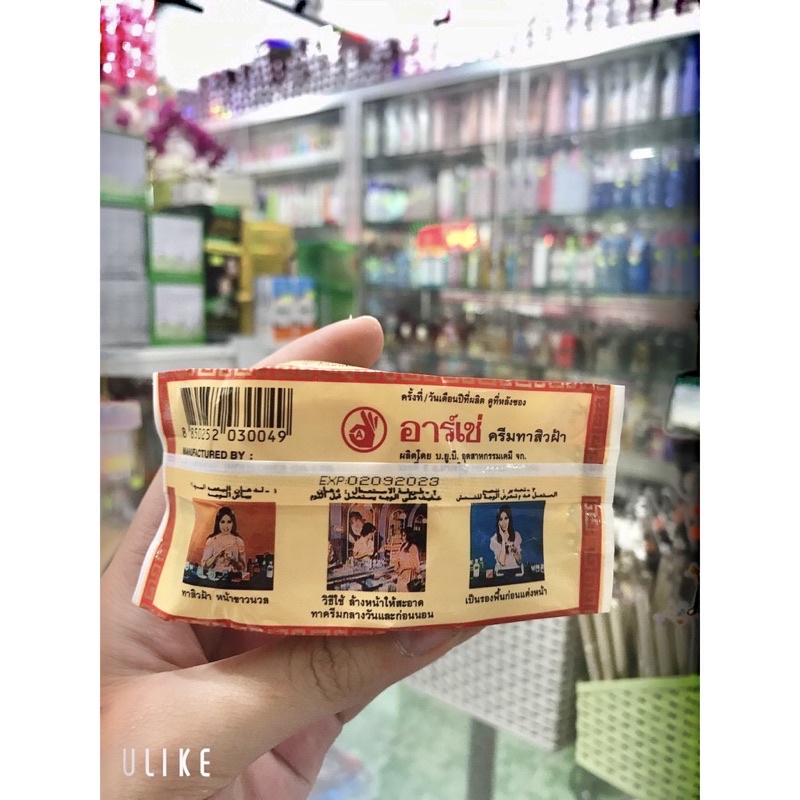 8 850252 030049
ครั้งที่/วันเดือนปีที่ผลิต ดูที่หลังซอง
A
อาร์เช่ ครีมทาสิวฝ้า
ผลิตโดย บ.ยู.บี. อุตสาหกรรมเคมี จก.
MANUFACTURED BY :
EXP:02092023
ทาสิวฝ้า หน้าขาวนวล
วิธีใช้ ล้างหน้าให้สะอาด
ทาครีมกลางวันและก่อนนอน
เป็นรองพื้นก่อนแต่งหน้า
ULIKE